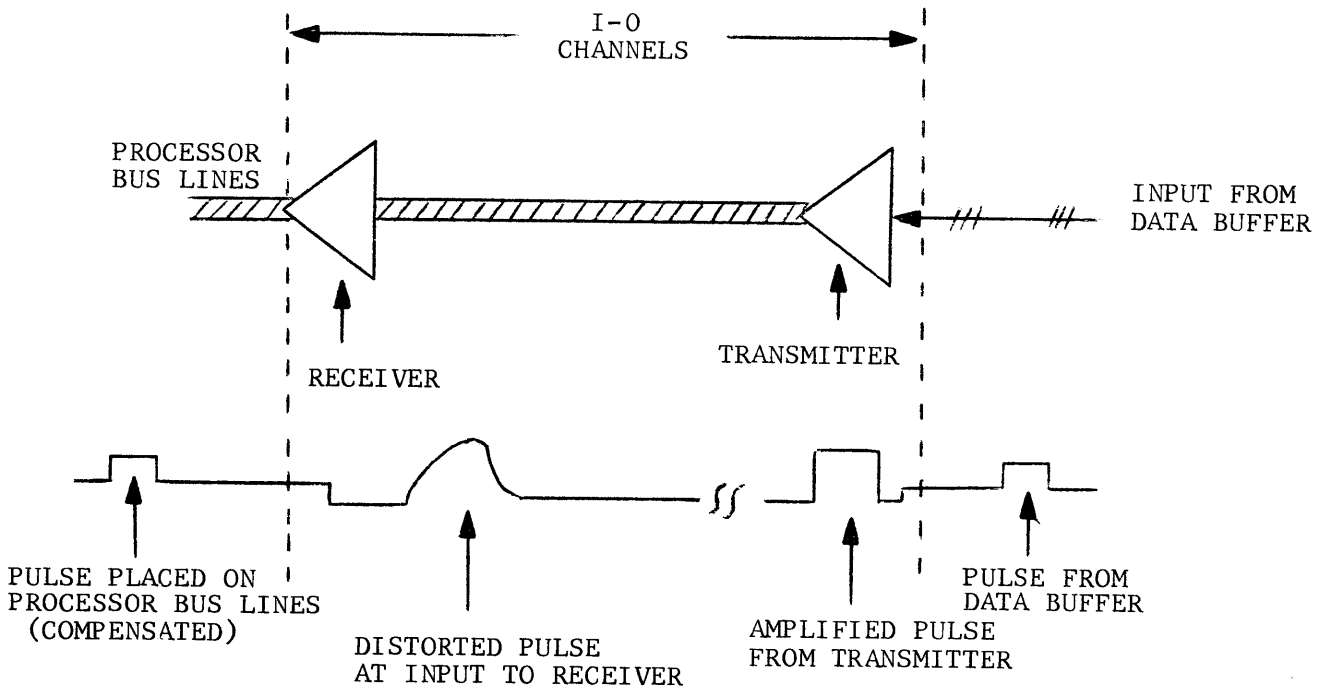 I-O
CHANNELS
PROCESSOR
BUS LINES
INPUT FROM
DATA BUFFER
RECEIVER
TRANSMITTER
PULSE PLACED ON
PROCESSOR BUS LINES
(COMPENSATED)
DISTORTED PULSE
AT INPUT TO RECEIVER
AMPLIFIED PULSE
FROM TRANSMITTER
PULSE FROM
DATA BUFFER